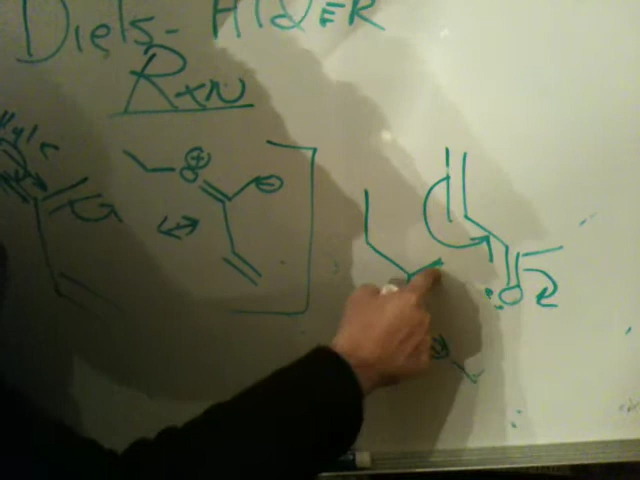 Diels-AldER
Rxn
⊕
O
⊖
O
⊕